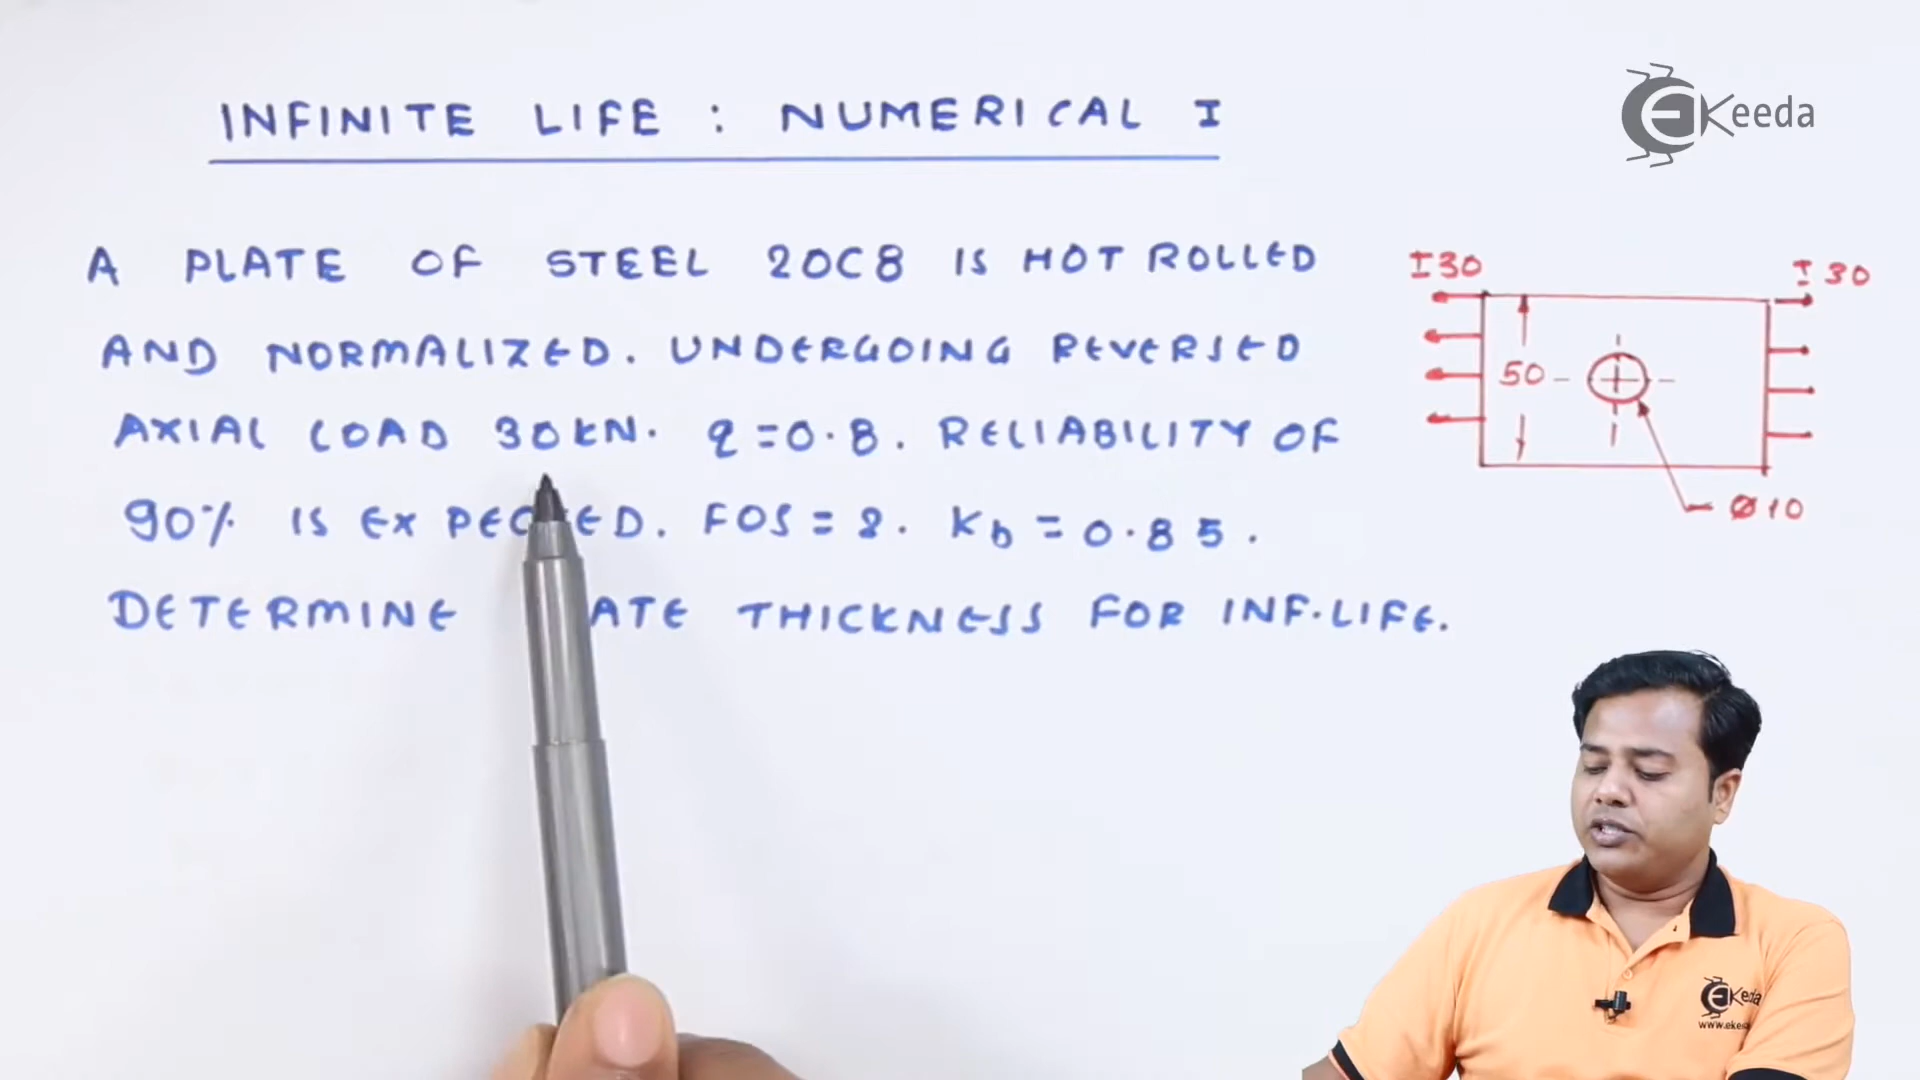 INFINITE LIFE : NUMERICAL I
EKeeda
A PLATE OF STEEL 20C8 IS HOT ROLLED
AND NORMALIZED. UNDERGOING REVERSED
AXIAL LOAD 30KN. q=0.8. RELIABILITY OF
90% IS EXPECTED. FOS = 2. Kb = 0.85.
DETERMINE THICKNESS FOR INF.LIFE.
±30
±30
50
Ø10
EKeeda